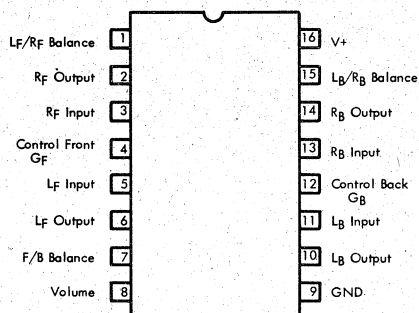 LF/RF Balance 1
RF Output 2
RF Input 3
Control Front GF 4
LF Input 5
LF Output 6
F/B Balance 7
Volume 8
16 V+
15 LB/RB Balance
14 RB Output
13 RB Input
12 Control Back GB
11 LB Input
10 LB Output
9 GND